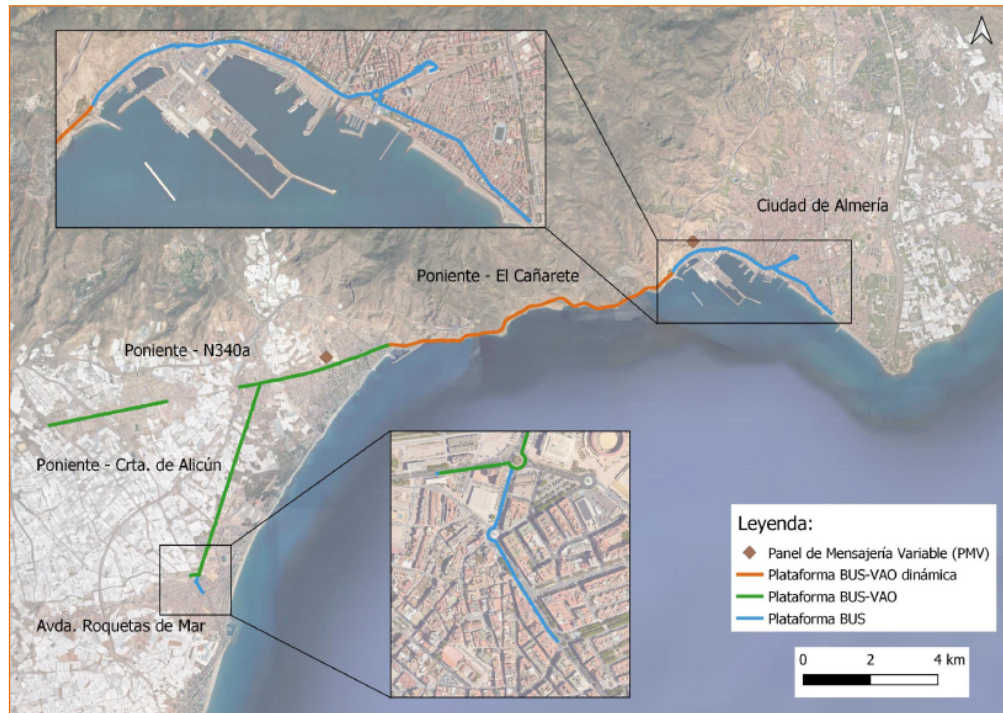 Ciudad de Almería
Poniente - El Cañarete
Poniente - N340a
Poniente - Crta. de Alicún
Avda. Roquetas de Mar
Leyenda:
Panel de Mensajería Variable (PMV)
Plataforma BUS-VAO dinámica
Plataforma BUS-VAO
Plataforma BUS
0 2 4 km